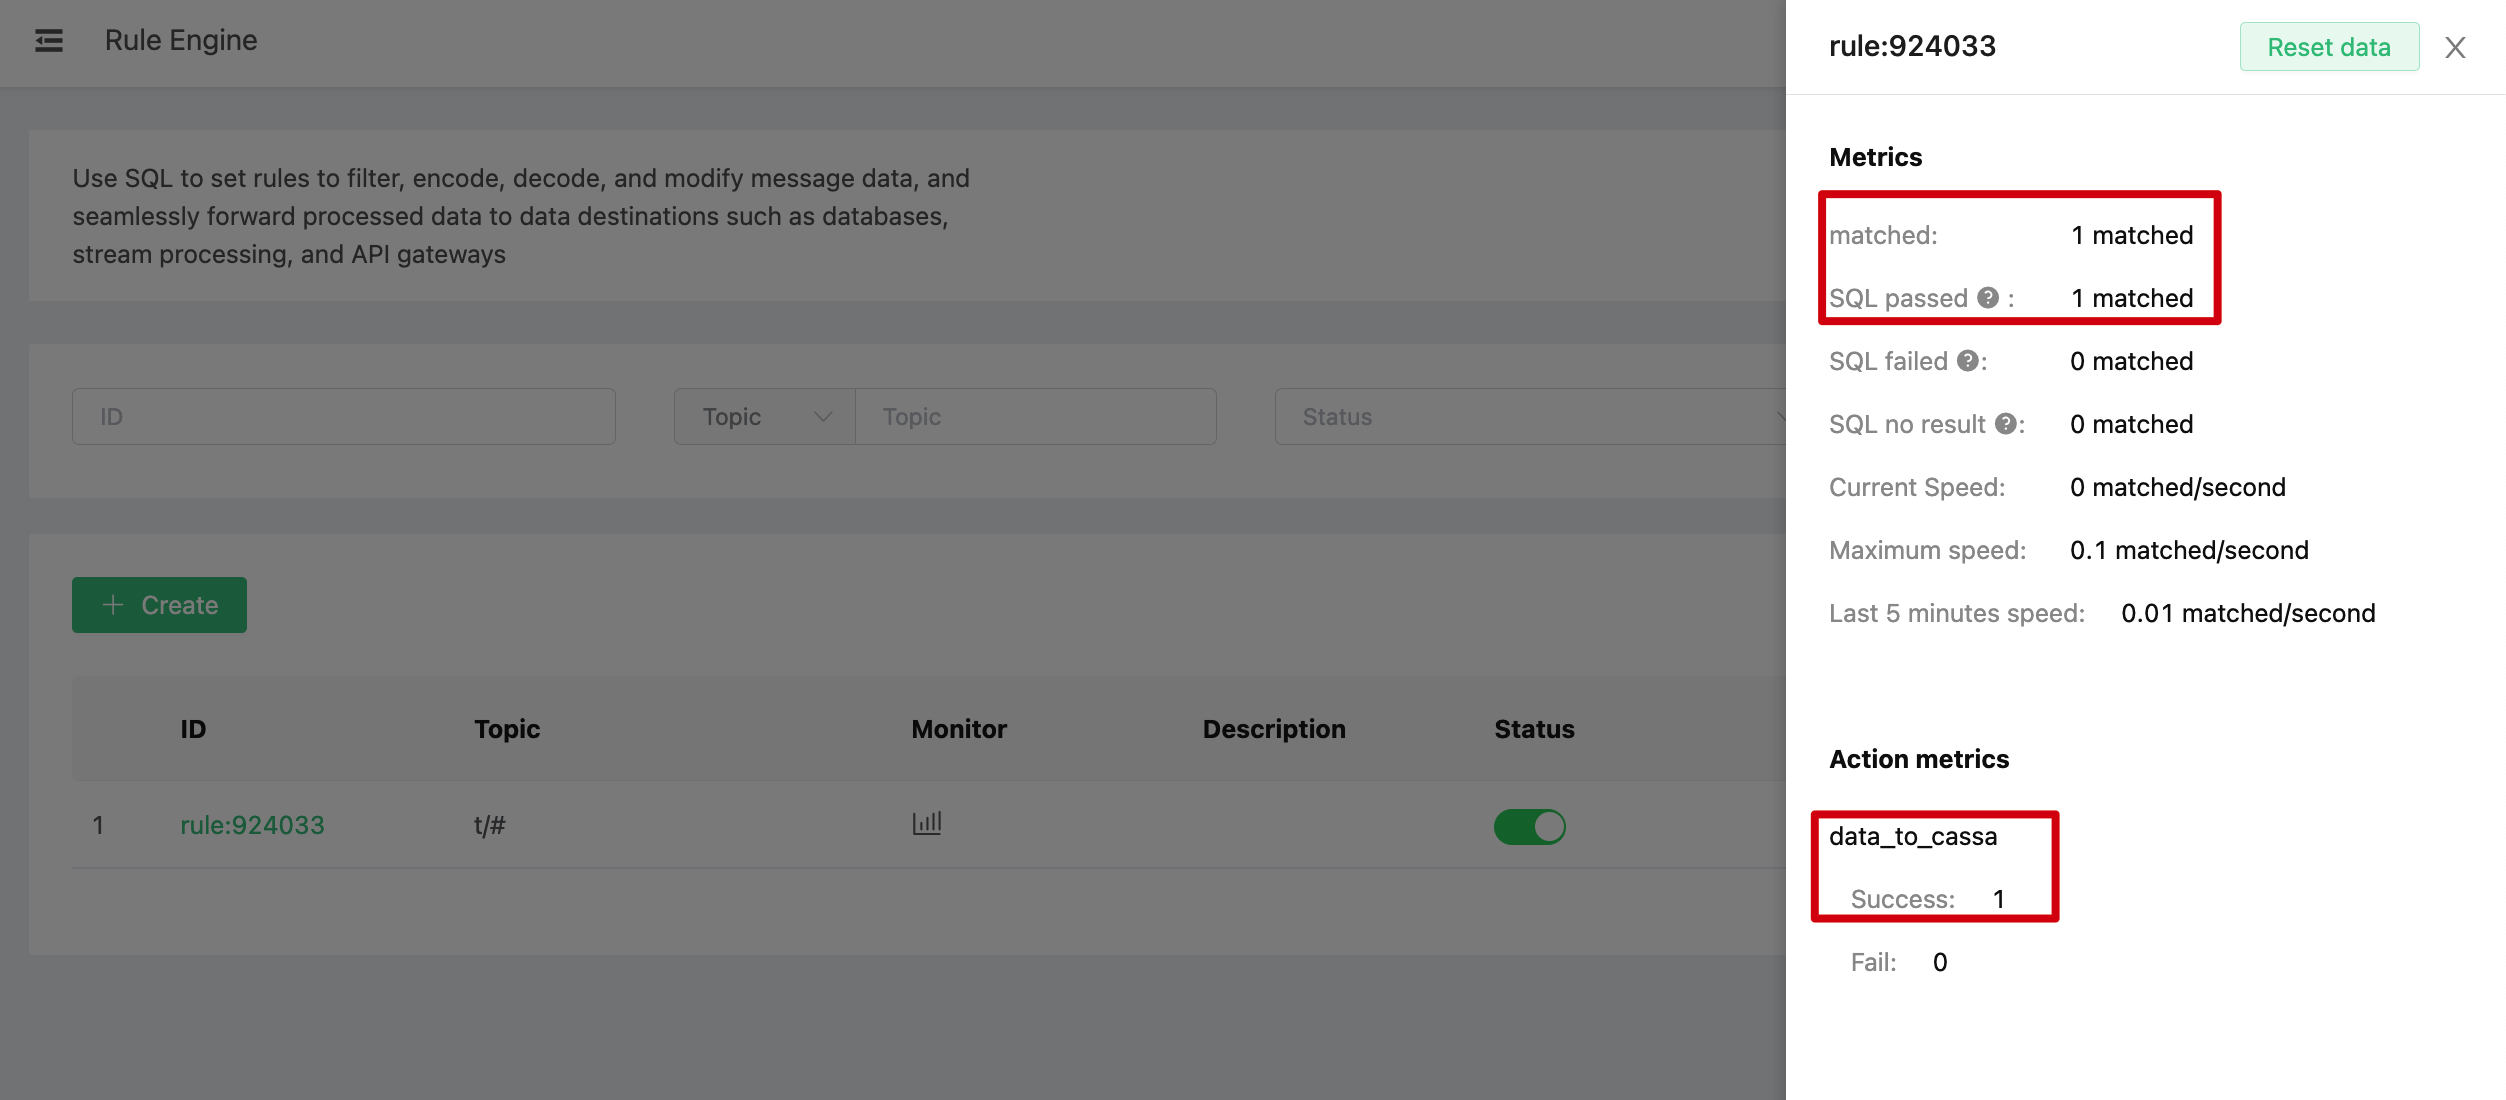 Rule Engine
Use SQL to set rules to filter, encode, decode, and modify message data, and
seamlessly forward processed data to data destinations such as databases,
stream processing, and API gateways
ID
Topic
Topic
Status
+ Create
ID Topic Monitor Description Status
1 rule:924033 t/#
rule:924033
Reset data
X
Metrics
matched: 1 matched
SQL passed ? : 1 matched
SQL failed ? : 0 matched
SQL no result ? : 0 matched
Current Speed: 0 matched/second
Maximum speed: 0.1 matched/second
Last 5 minutes speed: 0.01 matched/second
Action metrics
data_to_cassa
Success: 1
Fail: 0